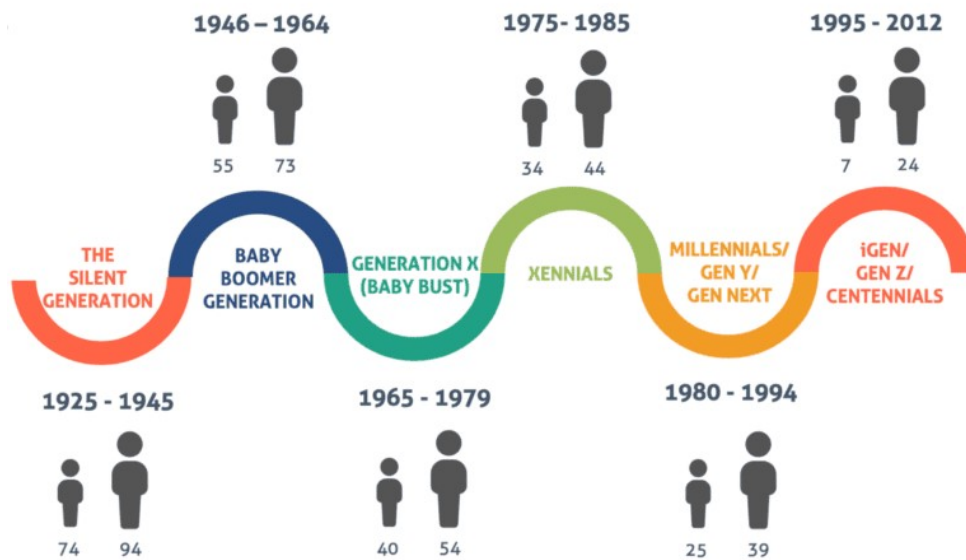 1946 – 1964
55 73
1975 - 1985
34 44
1995 - 2012
7 24
THE
SILENT
GENERATION
BABY
BOOMER
GENERATION
GENERATION X
(BABY BUST)
XENNIALS
MILLENNIALS/
GEN Y/
GEN NEXT
iGEN/
GEN Z/
CENTENNIALS
1925 - 1945
74 94
1965 - 1979
40 54
1980 - 1994
25 39